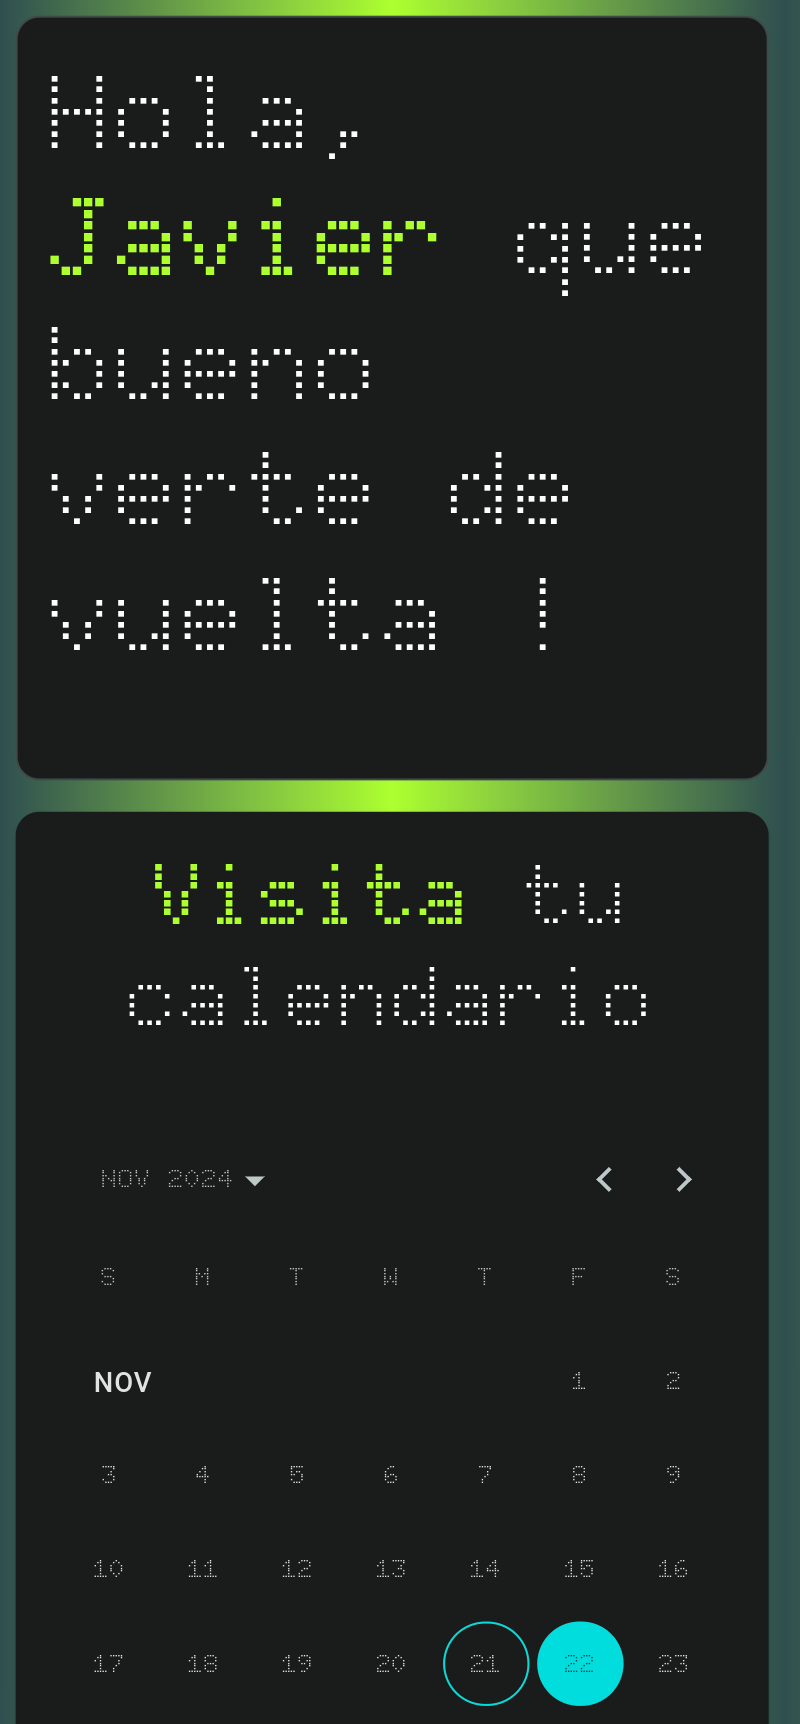 Hola,
Javier que
bueno
verte de
vuelta !
Visita tu
calendario
NOV 2024
S M T W T F S
NOV 1 2
3 4 5 6 7 8 9
10 11 12 13 14 15 16
17 18 19 20 21 22 23